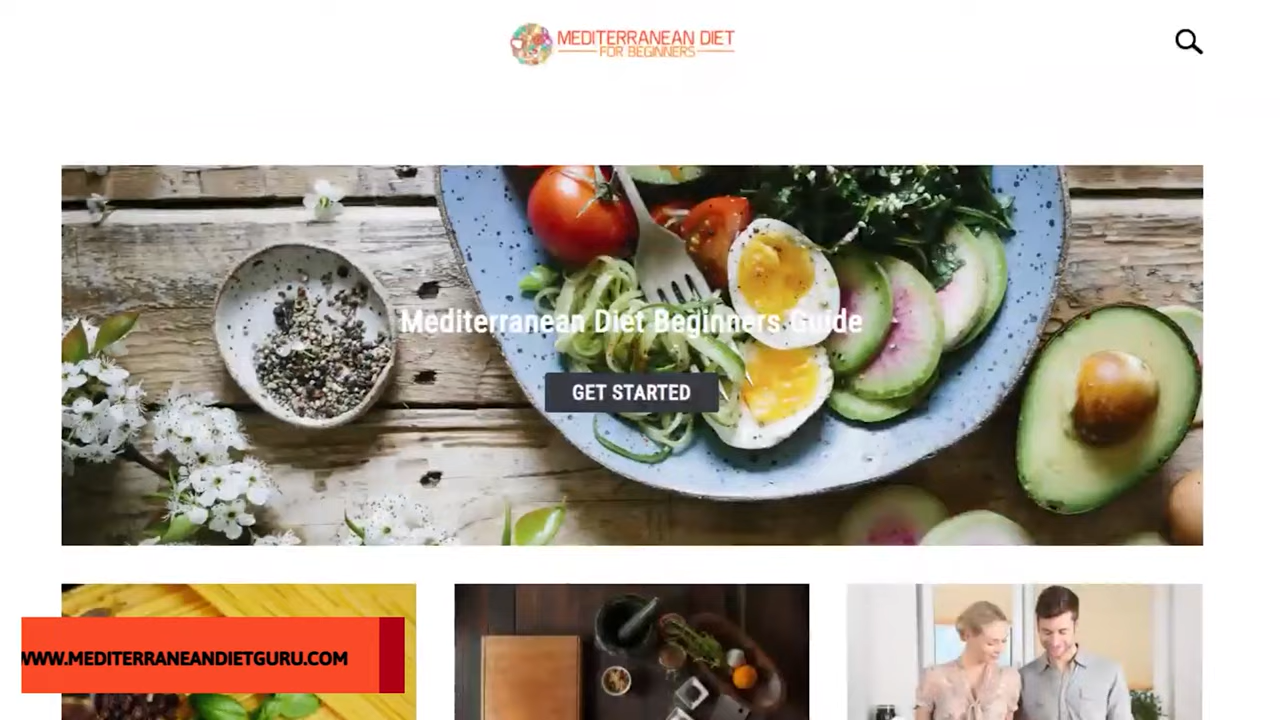 MEDITERRANEAN DIET
FOR BEGINNERS
Mediterranean Diet Beginners Guide
GET STARTED
WWW.MEDITERRANEANDIETGURU.COM